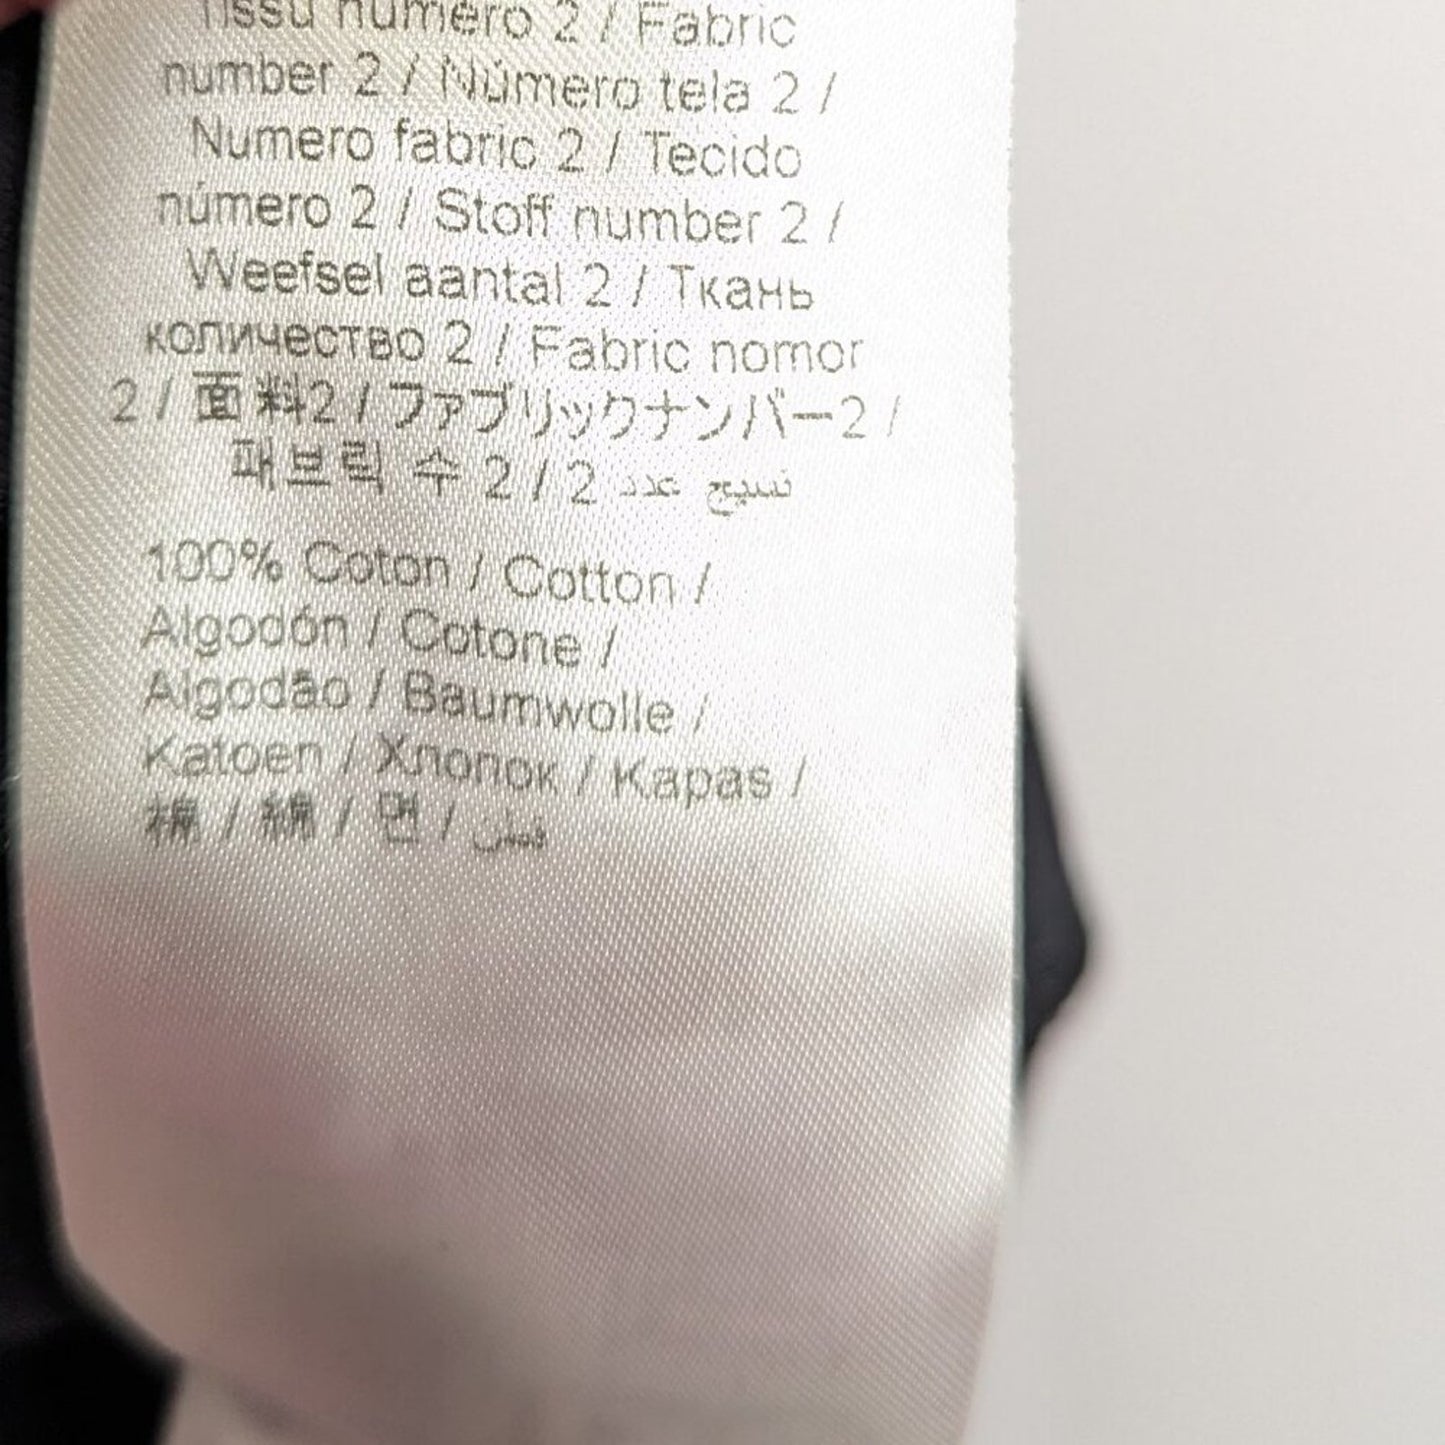 Tissu numéro 2 / Fabric
number 2 / Número tela 2 /
Numero fabric 2 / Tecido
número 2 / Stoff number 2 /
Weefsel aantal 2 / Ткань
количество 2 / Fabric nomor
2 / 面料2 / ファブリックナンバー2 /
패브릭 수 2 / 2 نسيج عدد
100% Coton / Cotton /
Algodón / Cotone /
Algodão / Baumwolle /
Katoen / Хлопок / Kapas /
棉 / 綿 / 면 /